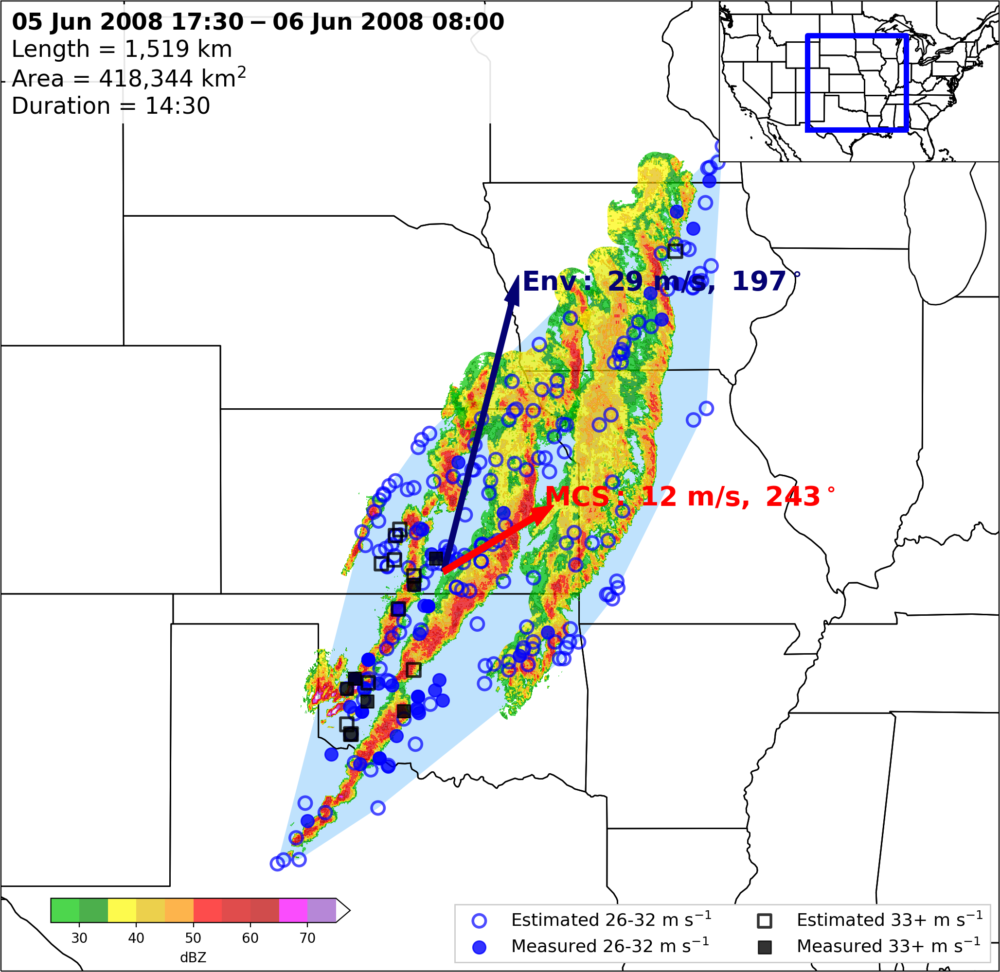 05 Jun 2008 17:30 – 06 Jun 2008 08:00
Length = 1,519 km
Area = 418,344 km²
Duration = 14:30
Env: 29 m/s, 197°
MCS: 12 m/s, 243°
30 40 50 60 70
dBZ
Estimated 26-32 m s⁻¹ Estimated 33+ m s⁻¹
Measured 26-32 m s⁻¹ Measured 33+ m s⁻¹